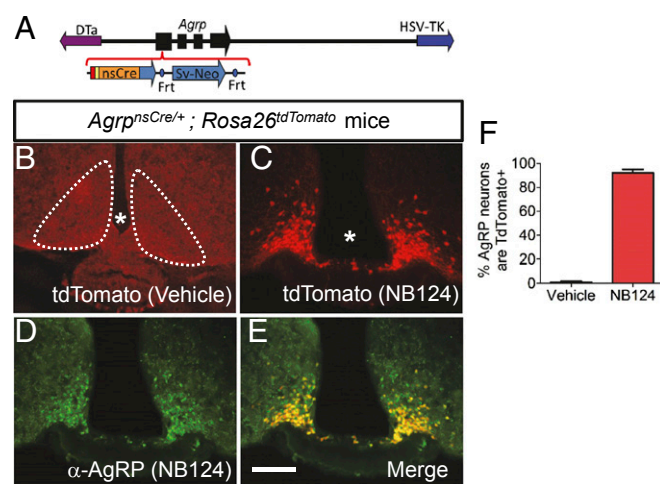 A
DTa
Agrp
HSV-TK
nsCre
Sv-Neo
Frt
Frt
Agrp^nsCre/+ ; Rosa26^tdTomato mice
B
*
tdTomato (Vehicle)
C
*
tdTomato (NB124)
D
α-AgRP (NB124)
E
Merge
F
% AgRP neurons
are TdTomato+
100
80
60
40
20
0
Vehicle
NB124